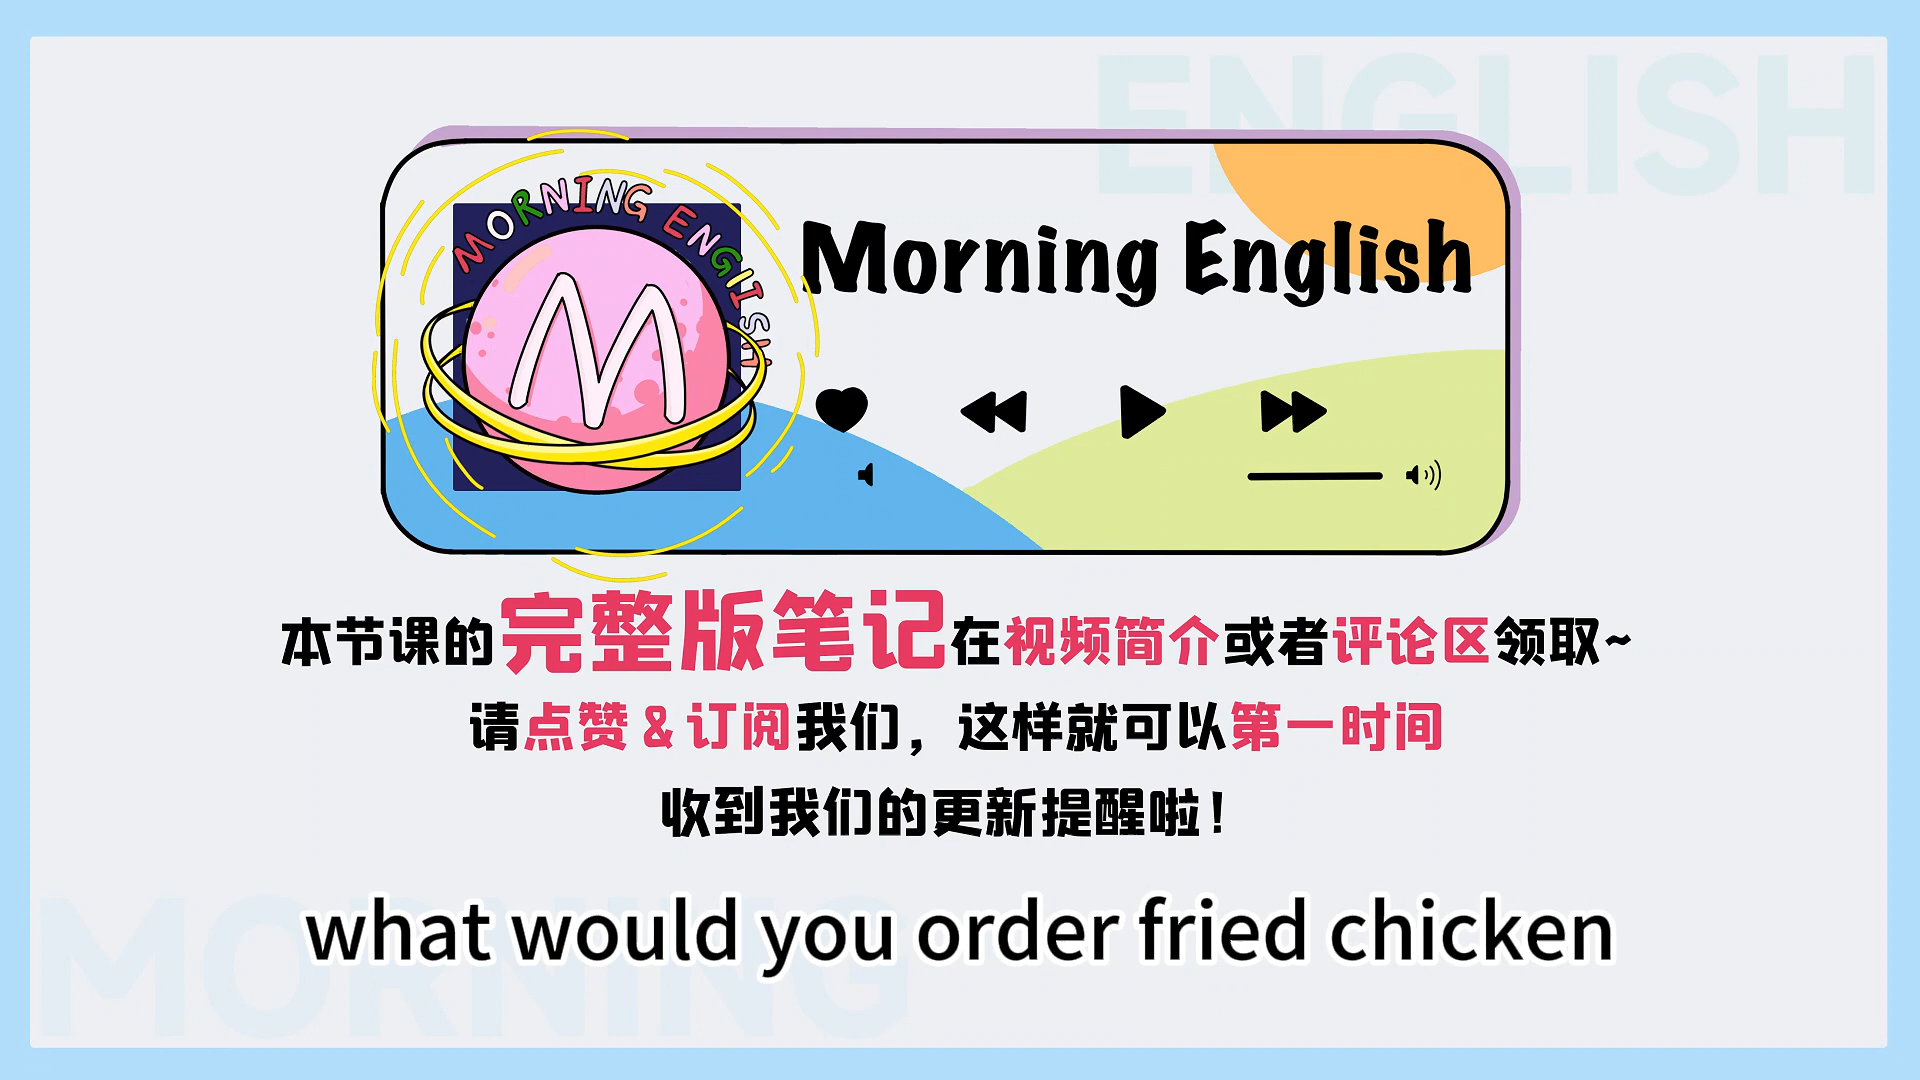 ENGLISH
MORNING ENGLISH
M
Morning English
本节课的完整版笔记在视频简介或者评论区领取~
请点赞&订阅我们，这样就可以第一时间
收到我们的更新提醒啦！
MORNING
what would you order fried chicken